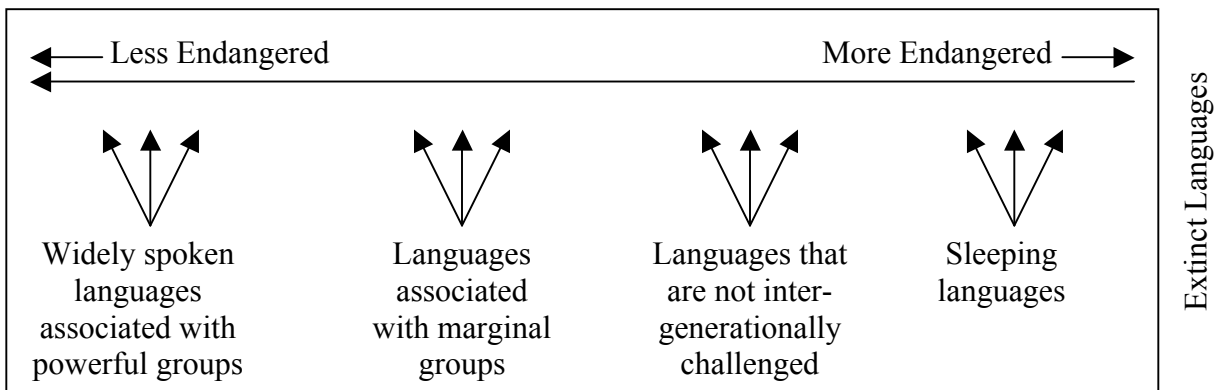 Less Endangered
More Endangered
Widely spoken
languages
associated with
powerful groups
Languages
associated
with marginal
groups
Languages that
are not inter-
generationally
challenged
Sleeping
languages
Extinct Languages